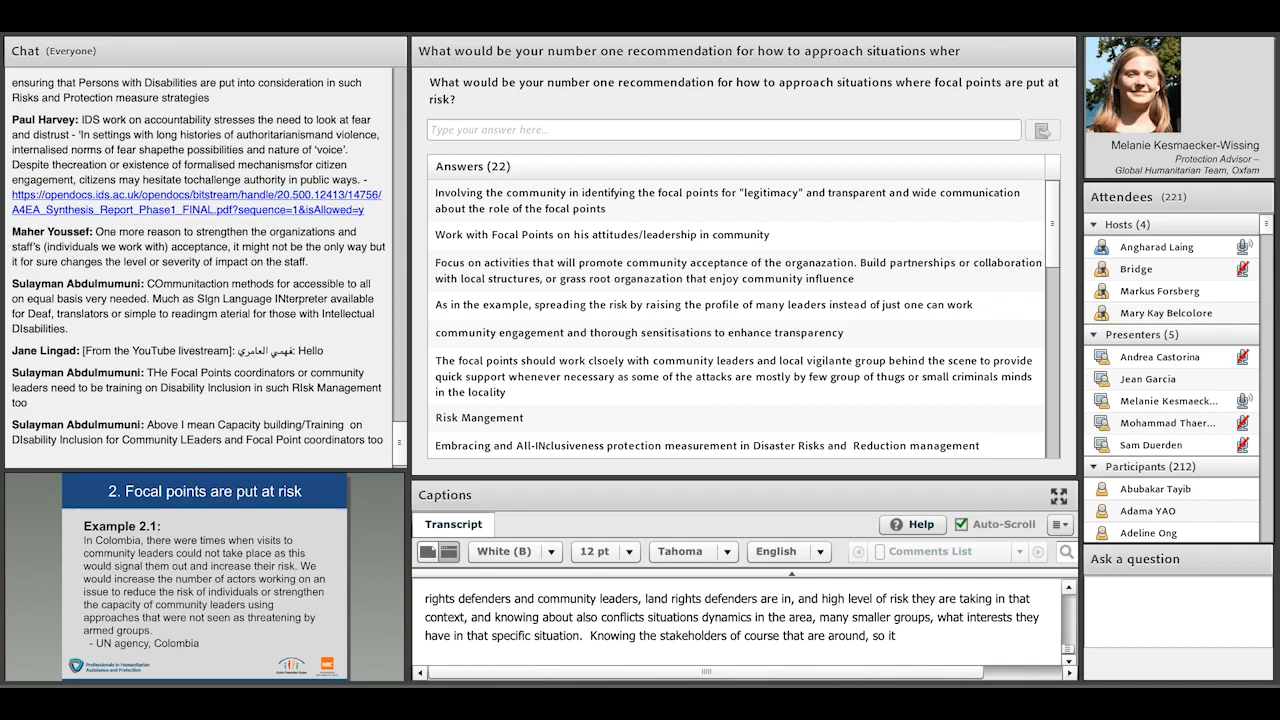 Chat (Everyone)
ensuring that Persons with Disabilities are put into consideration in such
Risks and Protection measure strategies
Paul Harvey: IDS work on accountability stresses the need to look at fear
and distrust - 'In settings with long histories of authoritarianismand violence,
internalised norms of fear shapethe possibilities and nature of 'voice'.
Despite thecreation or existence of formalised mechanismsfor citizen
engagement, citizens may hesitate tochallenge authority in public ways. -
https://opendocs.ids.ac.uk/opendocs/bitstream/handle/20.500.12413/14756/
A4EA_Synthesis_Report_Phase1_FINAL.pdf?sequence=1&isAllowed=y
Maher Youssef: One more reason to strengthen the organizations and
staff's (individuals we work with) acceptance, it might not be the only way but
it for sure changes the level or severity of impact on the staff.
Sulayman Abdulmumuni: COmmunitaction methods for accessible to all
on equal basis very needed. Much as SIgn Language INterpreter available
for Deaf, translators or simple to readingm aterial for those with Intellectual
DIsabilities.
Jane Lingad: [From the YouTube livestream]: فهمي العامري: Hello
Sulayman Abdulmumuni: THe Focal Points coordinators or community
leaders need to be training on Disability Inclusion in such RIsk Management
too
Sulayman Abdulmumuni: Above I mean Capacity building/Training on
DIsability Inclusion for Community LEaders and Focal Point coordinators too
2. Focal points are put at risk
Example 2.1:
In Colombia, there were times when visits to
community leaders could not take place as this
would signal them out and increase their risk. We
would increase the number of actors working on an
issue to reduce the risk of individuals or strengthen
the capacity of community leaders using
approaches that were not seen as threatening by
armed groups.
- UN agency, Colombia
Professionals in Humanitarian
Assistance and Protection
Global Protection Cluster
NRC
What would be your number one recommendation for how to approach situations wher
What would be your number one recommendation for how to approach situations where focal points are put at
risk?
Type your answer here...
Answers (22)
Involving the community in identifying the focal points for "legitimacy" and transparent and wide communication
about the role of the focal points
Work with Focal Points on his attitudes/leadership in community
Focus on activities that will promote community acceptance of the organazation. Build partnerships or collaboration
with local structures, or grass root organazation that enjoy community influence
As in the example, spreading the risk by raising the profile of many leaders instead of just one can work
community engagement and thorough sensitisations to enhance transparency
The focal points should work clsoely with community leaders and local vigilante group behind the scene to provide
quick support whenever necessary as some of the attacks are mostly by few group of thugs or small criminals minds
in the locality
Risk Mangement
Embracing and All-INclusiveness protection measurement in Disaster Risks and Reduction management
Captions
Transcript
Help
Auto-Scroll
White (B)
12 pt
Tahoma
English
Comments List
rights defenders and community leaders, land rights defenders are in, and high level of risk they are taking in that
context, and knowing about also conflicts situations dynamics in the area, many smaller groups, what interests they
have in that specific situation. Knowing the stakeholders of course that are around, so it
Melanie Kesmaecker-Wissing
Protection Advisor –
Global Humanitarian Team, Oxfam
Attendees (221)
Hosts (4)
Angharad Laing
Bridge
Markus Forsberg
Mary Kay Belcolore
Presenters (5)
Andrea Castorina
Jean Garcia
Melanie Kesmaeck...
Mohammad Thaer...
Sam Duerden
Participants (212)
Abubakar Tayib
Adama YAO
Adeline Ong
Ask a question